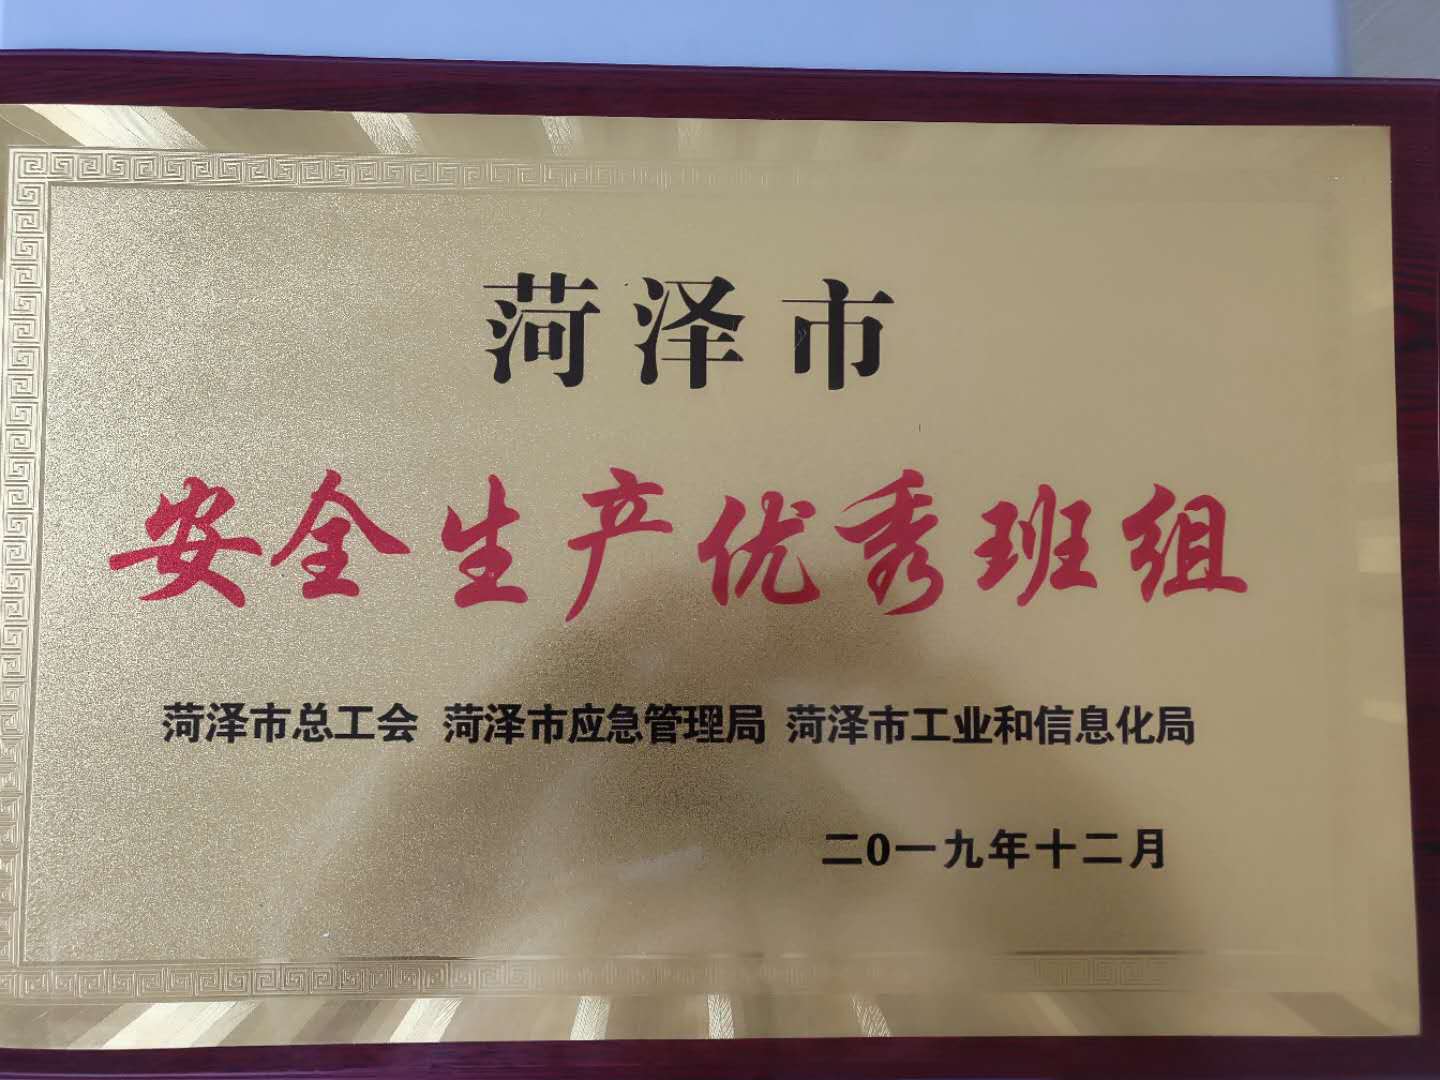 菏泽市
安全生产优秀班组
菏泽市总工会 菏泽市应急管理局 菏泽市工业和信息化局
二0一九年十二月